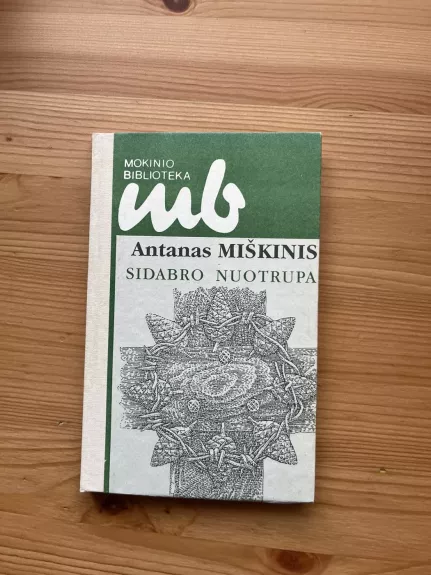 MOKINIO
BIBLIOTEKA
mb
Antanas MIŠKINIS
SIDABRO NUOTRUPA